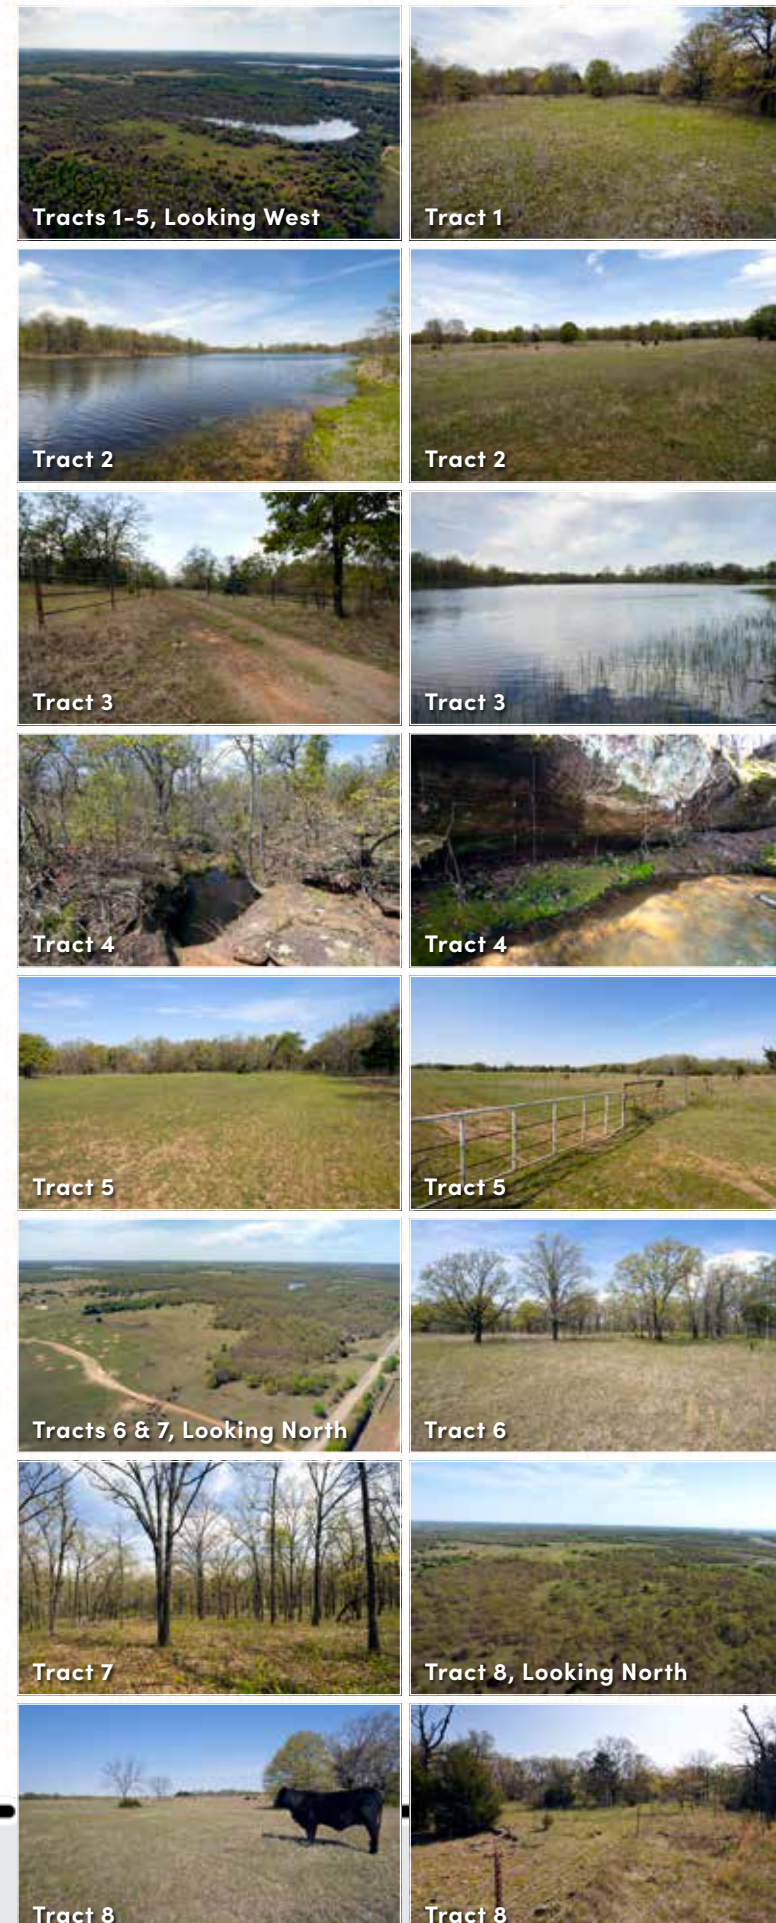 Tracts 1-5, Looking West
Tract 1
Tract 2
Tract 2
Tract 3
Tract 3
Tract 4
Tract 4
Tract 5
Tract 5
Tracts 6 & 7, Looking North
Tract 6
Tract 7
Tract 8, Looking North
Tract 8
Tract 8